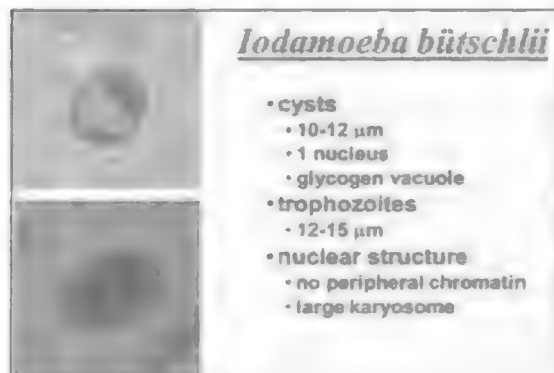 Iodamoeba bütschlii
• cysts
• 10-12 μm
• 1 nucleus
• glycogen vacuole
• trophozoites
• 12-15 μm
• nuclear structure
• no peripheral chromatin
• large karyosome